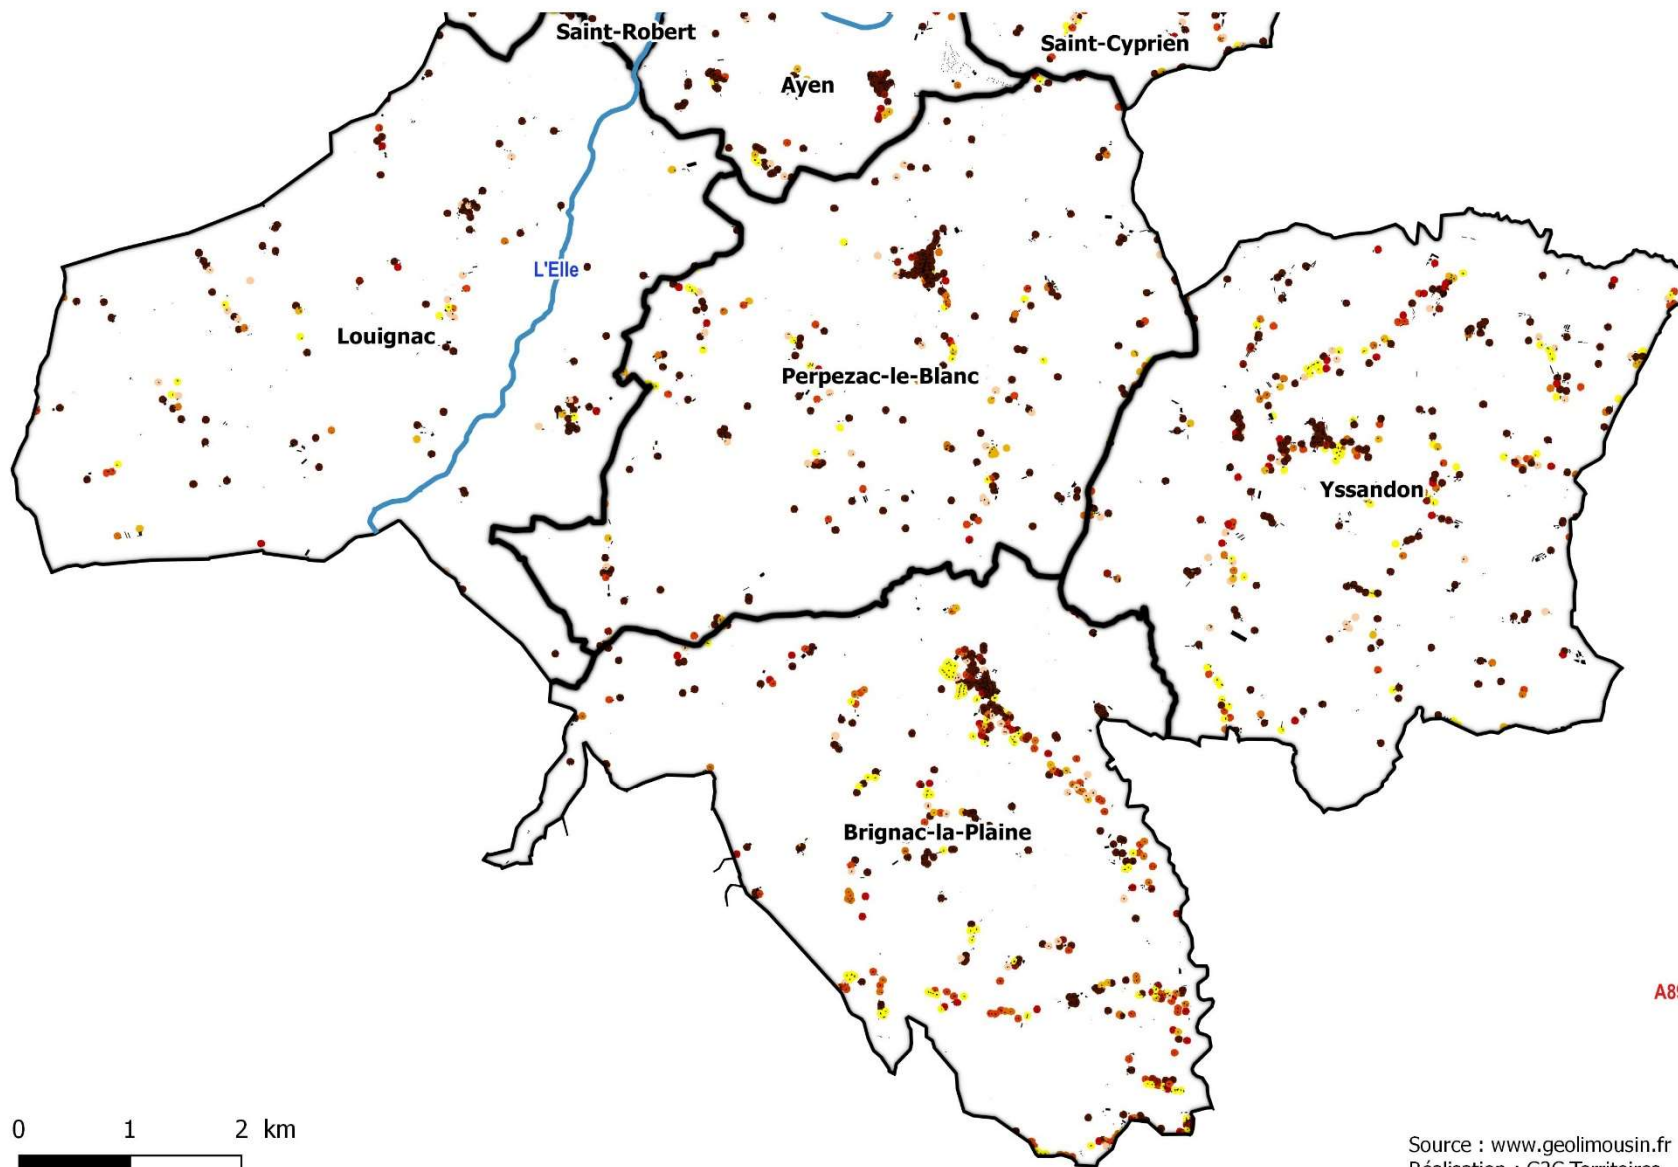 Saint-Robert
Saint-Cyprien
Ayen
L'Elle
Louignac
Perpezac-le-Blanc
Yssandon
Brignac-la-Plaine
0 1 2 km
Source : www.geolimousin.fr